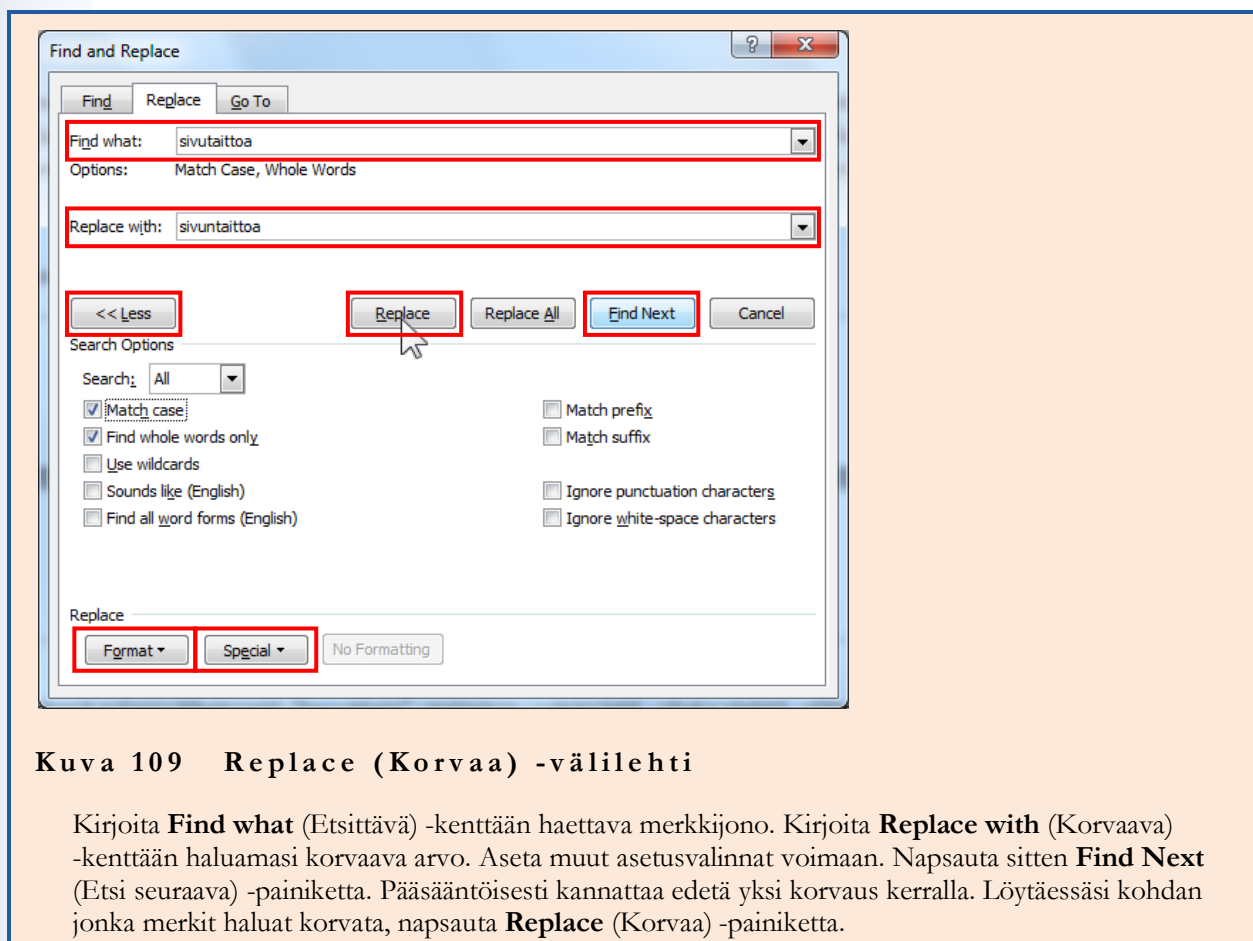 Find and Replace
Find Replace Go To
Find what: sivutaittoa
Options: Match Case, Whole Words
Replace with: sivuntaittoa
<< Less Replace Replace All Find Next Cancel
Search Options
Search: All
Match case Match prefix
Find whole words only Match suffix
Use wildcards
Sounds like (English) Ignore punctuation characters
Find all word forms (English) Ignore white-space characters
Replace
Format Special No Formatting
Kuva 109 Replace (Korvaa) -välilehti
Kirjoita Find what (Etsittävä) -kenttään haettava merkkijono. Kirjoita Replace with (Korvaava)
-kenttään haluamasi korvaava arvo. Aseta muut asetusvalinnat voimaan. Napsauta sitten Find Next
(Etsi seuraava) -painiketta. Pääsääntöisesti kannattaa edetä yksi korvaus kerralla. Löytäessäsi kohdan
jonka merkit haluat korvata, napsauta Replace (Korvaa) -painiketta.